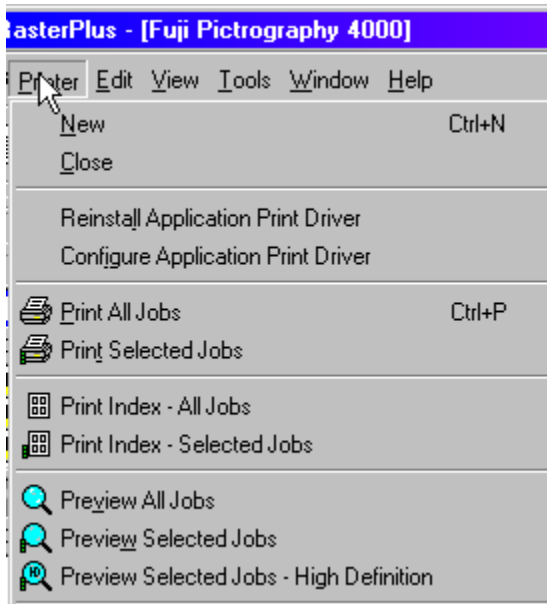 RasterPlus - [Fuji Pictrography 4000]
Printer Edit View Tools Window Help
New Ctrl+N
Close
Reinstall Application Print Driver
Configure Application Print Driver
Print All Jobs Ctrl+P
Print Selected Jobs
Print Index - All Jobs
Print Index - Selected Jobs
Preview All Jobs
Preview Selected Jobs
Preview Selected Jobs - High Definition